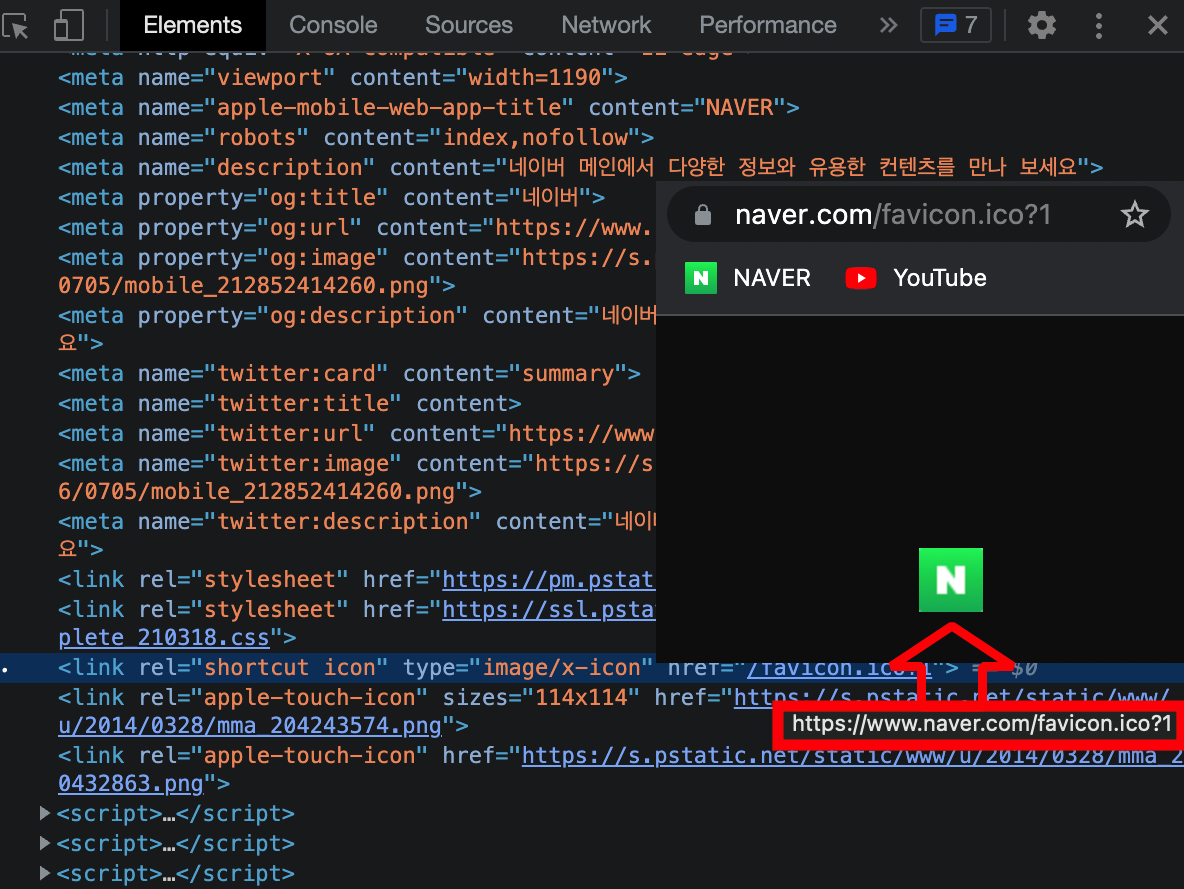 Elements Console Sources Network Performance 7
<meta name="viewport" content="width=1190">
<meta name="apple-mobile-web-app-title" content="NAVER">
<meta name="robots" content="index,nofollow">
<meta name="description" content="네이버 메인에서 다양한 정보와 유용한 컨텐츠를 만나 보세요">
<meta property="og:title" content="네이버">
<meta property="og:url" content="https://www.
<meta property="og:image" content="https://s.
0705/mobile_212852414260.png">
<meta property="og:description" content="네이버
요">
<meta name="twitter:card" content="summary">
<meta name="twitter:title" content>
<meta name="twitter:url" content="https://www
<meta name="twitter:image" content="https://s
6/0705/mobile_212852414260.png">
<meta name="twitter:description" content="네이
요">
<link rel="stylesheet" href="https://pm.pstat
<link rel="stylesheet" href="https://ssl.psta
plete_210318.css">
<link rel="shortcut icon" type="image/x-icon" href="/favicon.ico?1"> == $0
<link rel="apple-touch-icon" sizes="114x114" href="https://s.pstatic.net/static/www/
u/2014/0328/mma_204243574.png">
<link rel="apple-touch-icon" href="https://s.pstatic.net/static/www/u/2014/0328/mma_2
0432863.png">
<script>…</script>
<script>…</script>
<script>…</script>
naver.com/favicon.ico?1
N NAVER YouTube
N
https://www.naver.com/favicon.ico?1